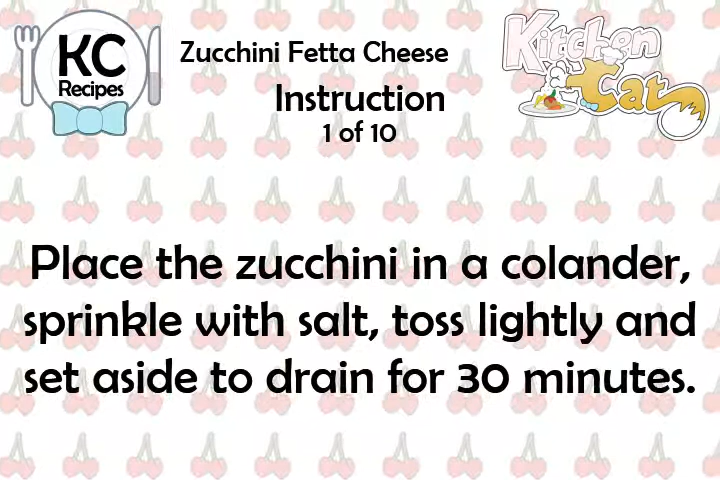 KC
Recipes
Zucchini Fetta Cheese
Instruction
1 of 10
Kitchen
Cat
Place the zucchini in a colander,
sprinkle with salt, toss lightly and
set aside to drain for 30 minutes.